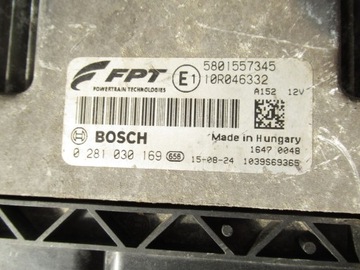 FPT
POWERTRAIN TECHNOLOGIES
E1
5801557345
10R046332
A152 12V
BOSCH
Made in Hungary
1647 0048
0 281 030 169 656 15-08-24 1039S69365